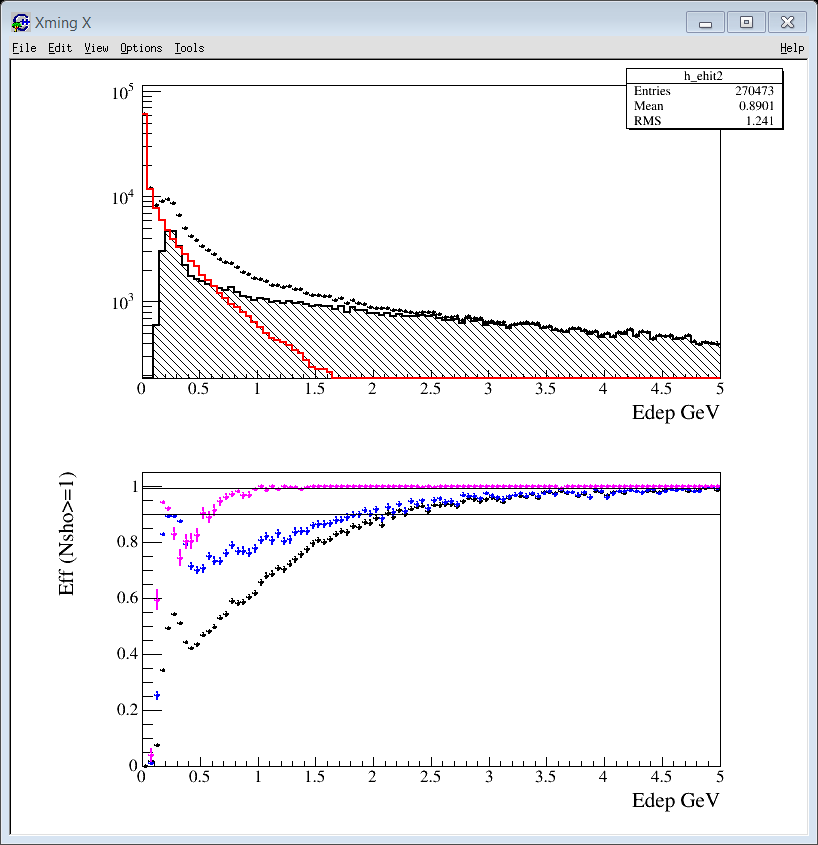 Xming X
File Edit View Options Tools Help
h_ehit2
Entries 270473
Mean 0.8901
RMS 1.241
10^5
10^4
10^3
0 0.5 1 1.5 2 2.5 3 3.5 4 4.5 5
Edep GeV
Eff (Nsho>=1)
1
0.8
0.6
0.4
0.2
0
0 0.5 1 1.5 2 2.5 3 3.5 4 4.5 5
Edep GeV